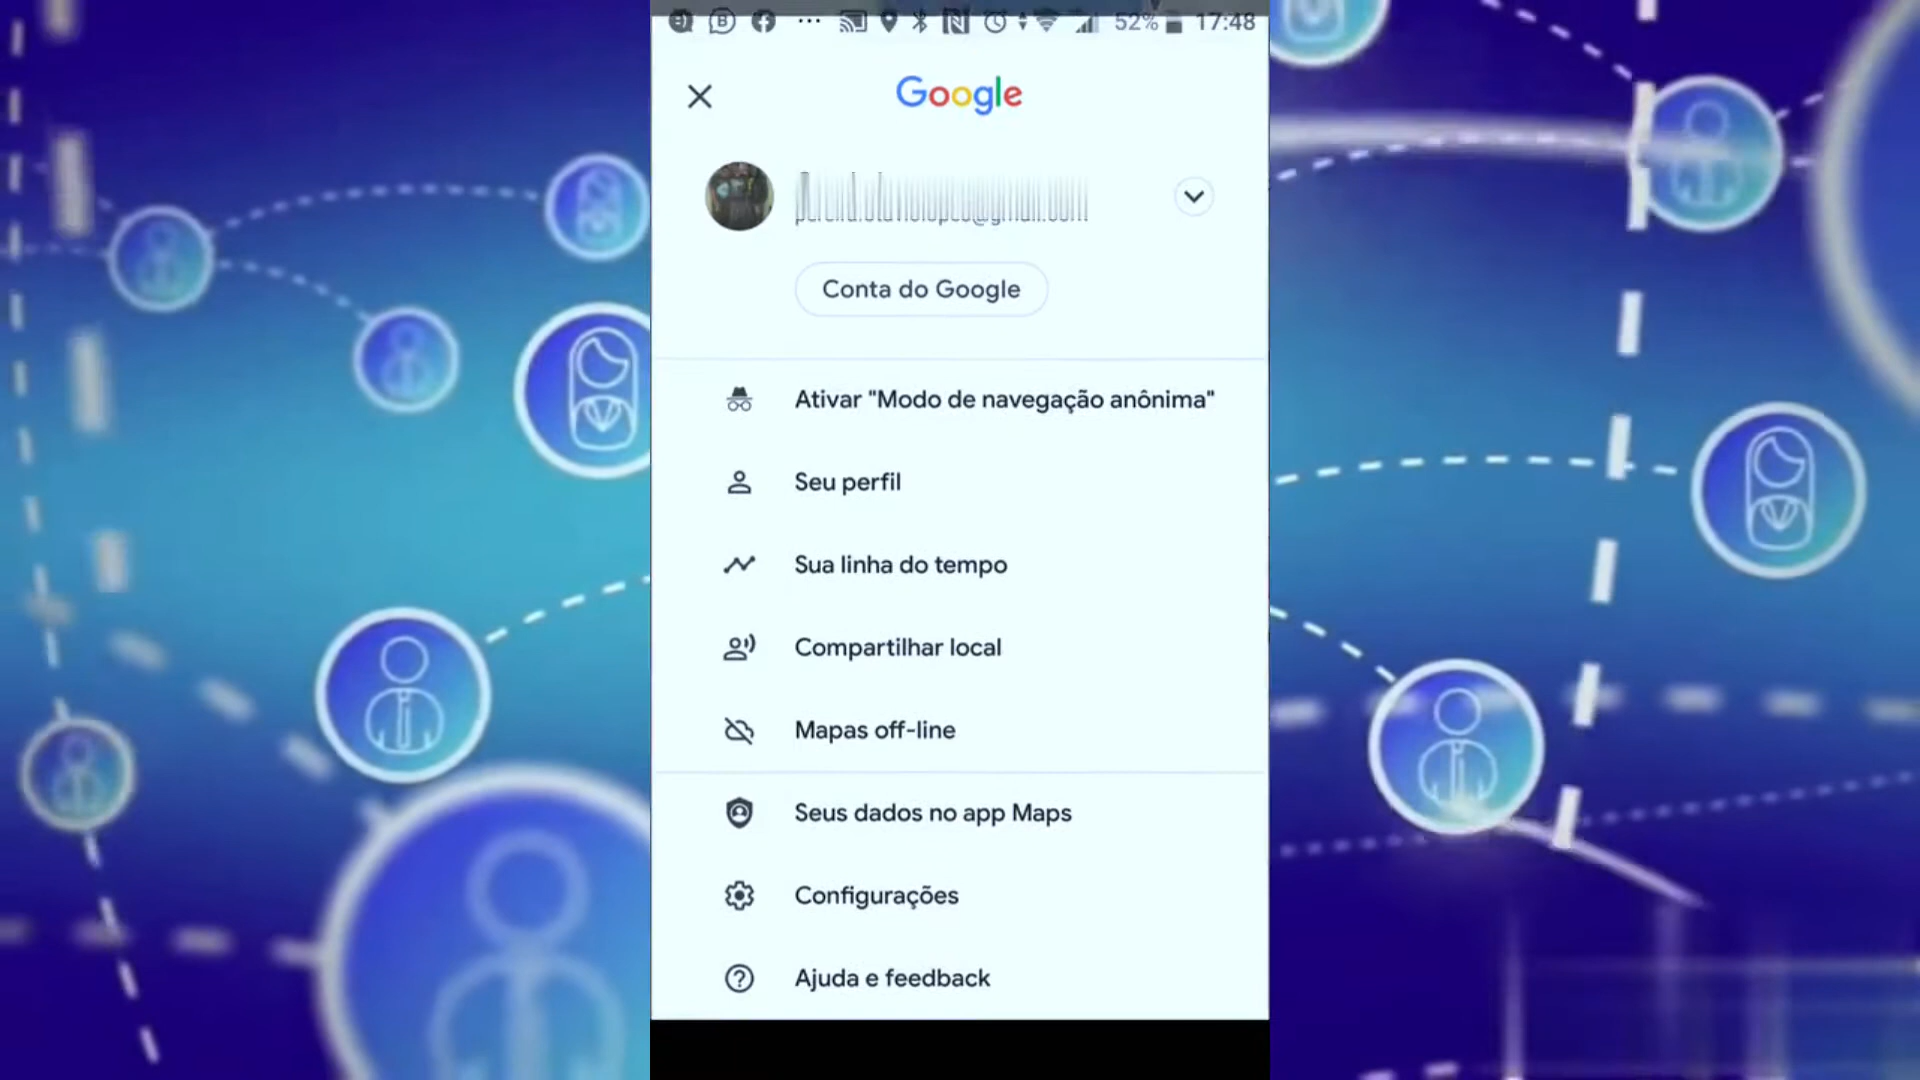 52% 17:48
Google
Conta do Google
Ativar "Modo de navegação anônima"
Seu perfil
Sua linha do tempo
Compartilhar local
Mapas off-line
Seus dados no app Maps
Configurações
Ajuda e feedback